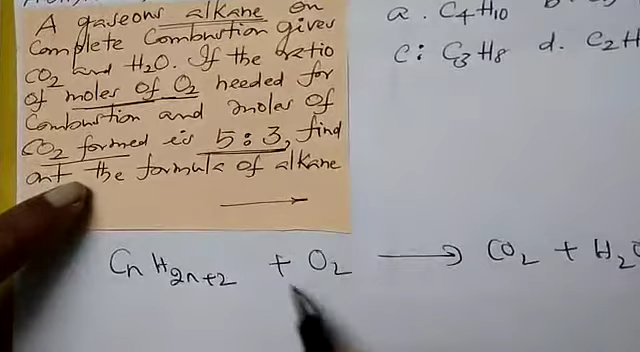 A gaseous alkane on
Complete Combustion gives
CO₂ and H₂O. If the ratio
of moles of O₂ needed for
Combustion and moles of
CO₂ formed is 5:3, find
out the formula of alkane
a. C₄H₁₀
c: C₃H₈ d. C₂H
CnH₂n₊₂ + O₂ ⟶ CO₂ + H₂O